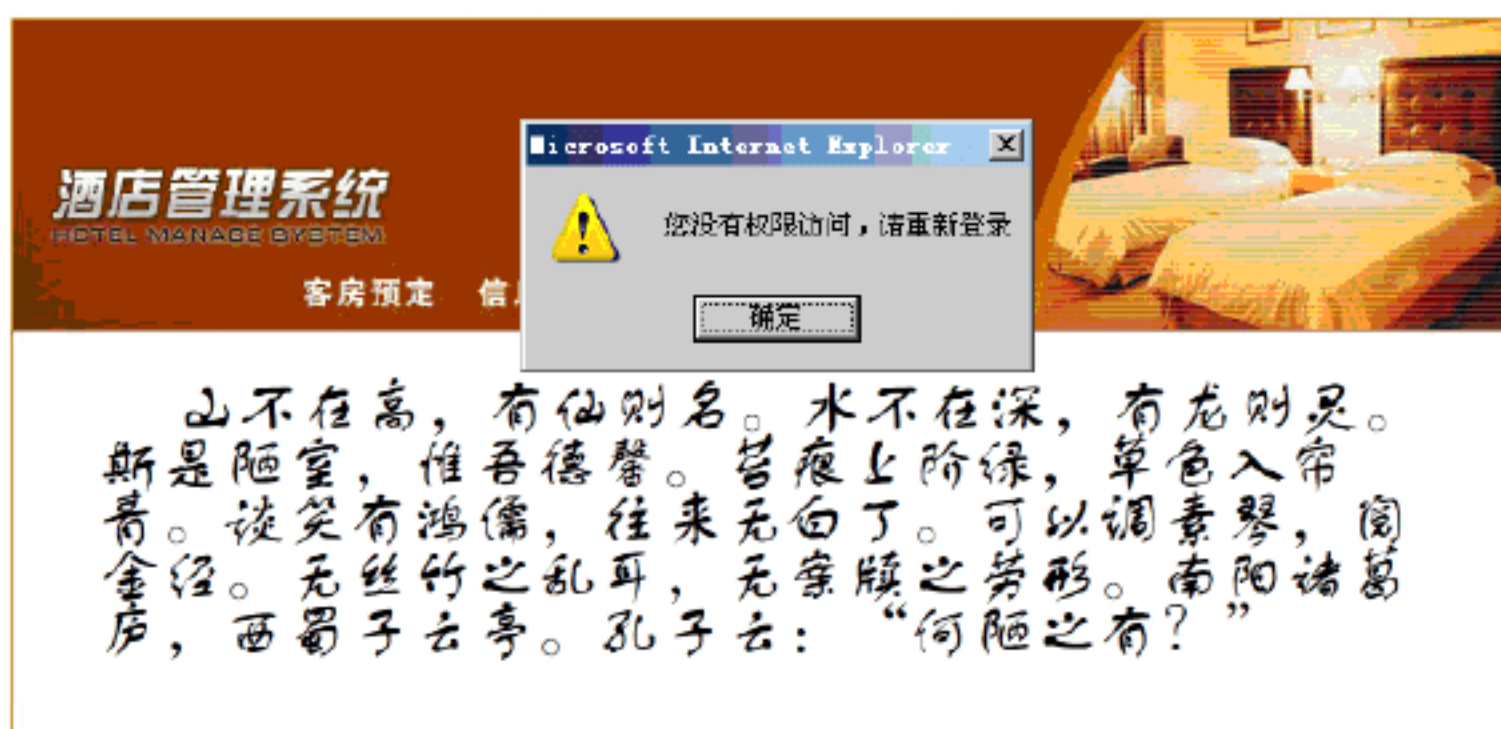 Microsoft Internet Explorer
酒店管理系统
HOTEL MANAGE SYSTEM
您没有权限访问，请重新登录
客房预定 信
确定
山不在高，有仙则名。水不在深，有龙则灵。
斯是陋室，惟吾德馨。苔痕上阶绿，草色入帘
青。谈笑有鸿儒，往来无白丁。可以调素琴，阅
金经。无丝竹之乱耳，无案牍之劳形。南阳诸葛
庐，西蜀子云亭。孔子云：“何陋之有？”